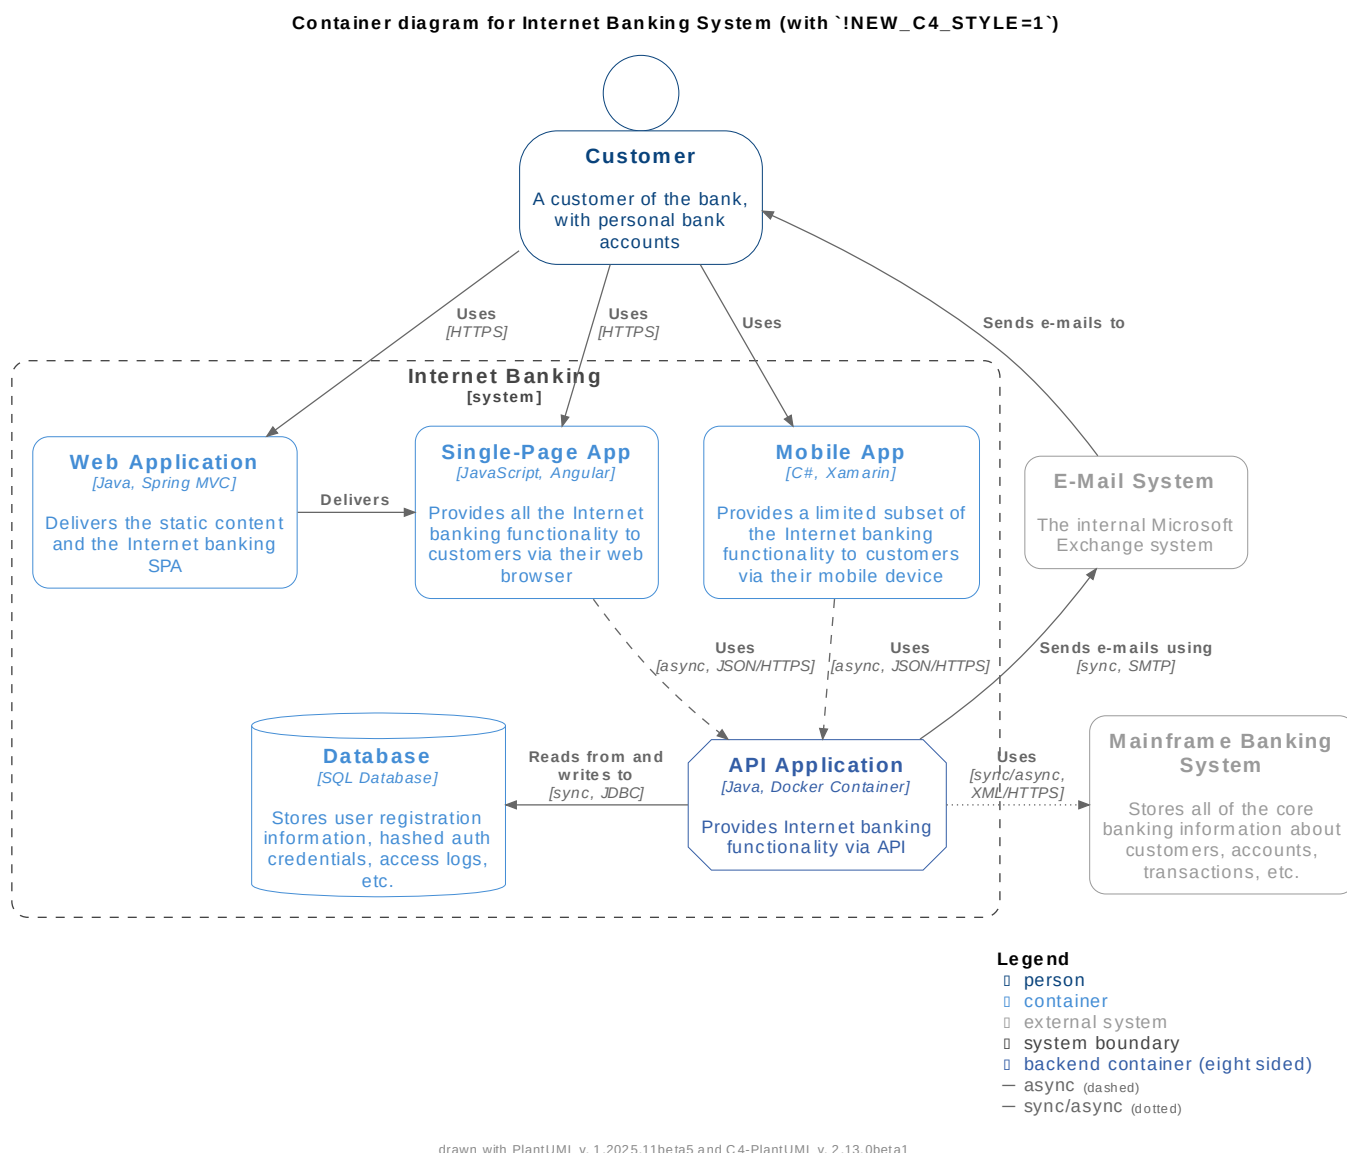 Container diagram for Internet Banking System (with `!NEW_C4_STYLE=1`)
Customer
A customer of the bank,
with personal bank
accounts
Uses
[HTTPS]
Uses
[HTTPS]
Uses
Sends e-mails to
Internet Banking
[system]
Web Application
[Java, Spring MVC]
Delivers the static content
and the Internet banking
SPA
Delivers
Single-Page App
[JavaScript, Angular]
Provides all the Internet
banking functionality to
customers via their web
browser
Mobile App
[C#, Xamarin]
Provides a limited subset of
the Internet banking
functionality to customers
via their mobile device
E-Mail System
The internal Microsoft
Exchange system
Uses
[async, JSON/HTTPS]
Uses
[async, JSON/HTTPS]
Sends e-mails using
[sync, SMTP]
Database
[SQL Database]
Stores user registration
information, hashed auth
credentials, access logs,
etc.
Reads from and
writes to
[sync, JDBC]
API Application
[Java, Docker Container]
Provides Internet banking
functionality via API
Uses
[sync/async,
XML/HTTPS]
Mainframe Banking
System
Stores all of the core
banking information about
customers, accounts,
transactions, etc.
Legend
person
container
external system
system boundary
backend container (eight sided)
async (dashed)
sync/async (dotted)
drawn with PlantUML v. 1.2025.11beta5 and C4-PlantUML v. 2.13.0beta1